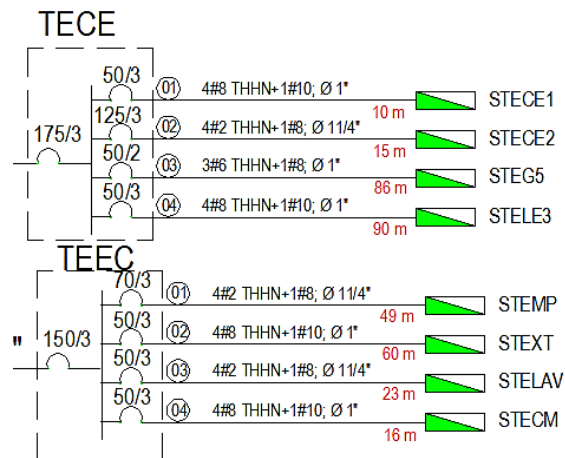 TECE
50/3 01 4#8 THHN+1#10; Ø 1" 10 m STECE1
175/3
125/3 02 4#2 THHN+1#8; Ø 11/4" 15 m STECE2
50/2 03 3#6 THHN+1#8; Ø 1" 86 m STEG5
50/3 04 4#8 THHN+1#10; Ø 1" 90 m STELE3
TEEC
70/3 01 4#2 THHN+1#8; Ø 11/4" 49 m STEMP
" 150/3
50/3 02 4#8 THHN+1#10; Ø 1" 60 m STEXT
50/3 03 4#2 THHN+1#8; Ø 11/4" 23 m STELAV
50/3 04 4#8 THHN+1#10; Ø 1" 16 m STECM